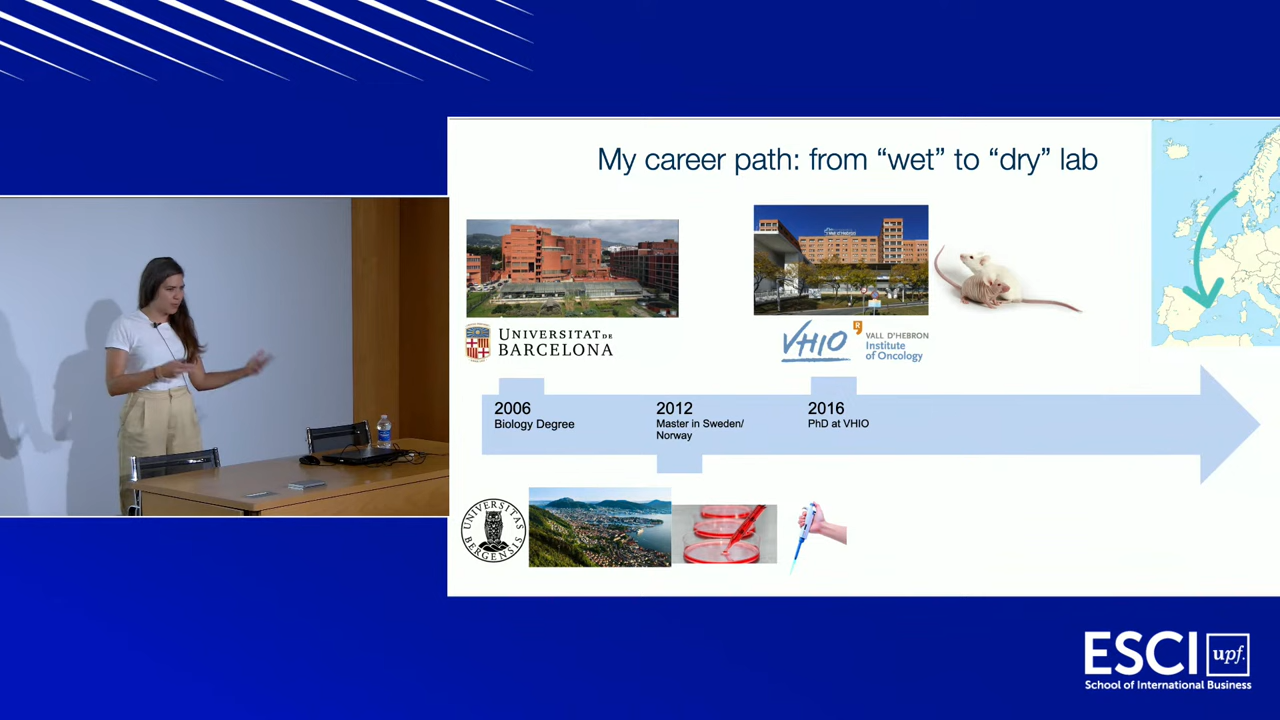 My career path: from “wet” to “dry” lab
UNIVERSITAT DE
BARCELONA
VHIO
VALL D'HEBRON
Institute
of Oncology
2006
Biology Degree
2012
Master in Sweden/
Norway
2016
PhD at VHIO
UNIVERSITAS
BERGENSIS
ESCI upf.
School of International Business